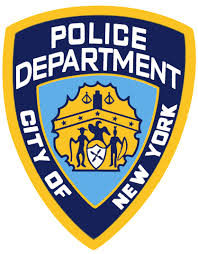 POLICE
DEPARTMENT
CITY OF
NEW YORK